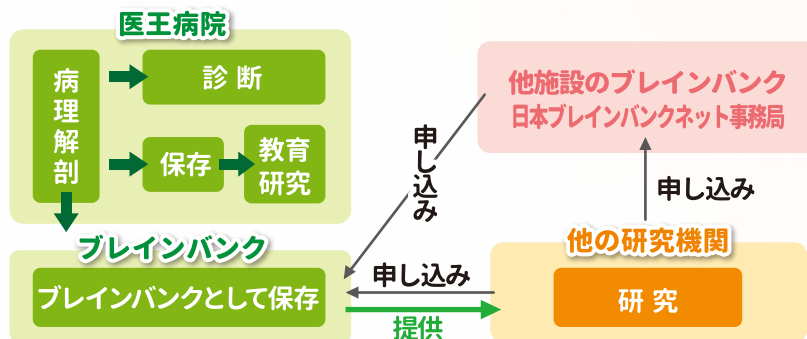 医王病院
病理解剖
診断
保存
教育
研究
ブレインバンク
ブレインバンクとして保存
他施設のブレインバンク
日本ブレインバンクネット事務局
申し込み
申し込み
申し込み
提供
他の研究機関
研究